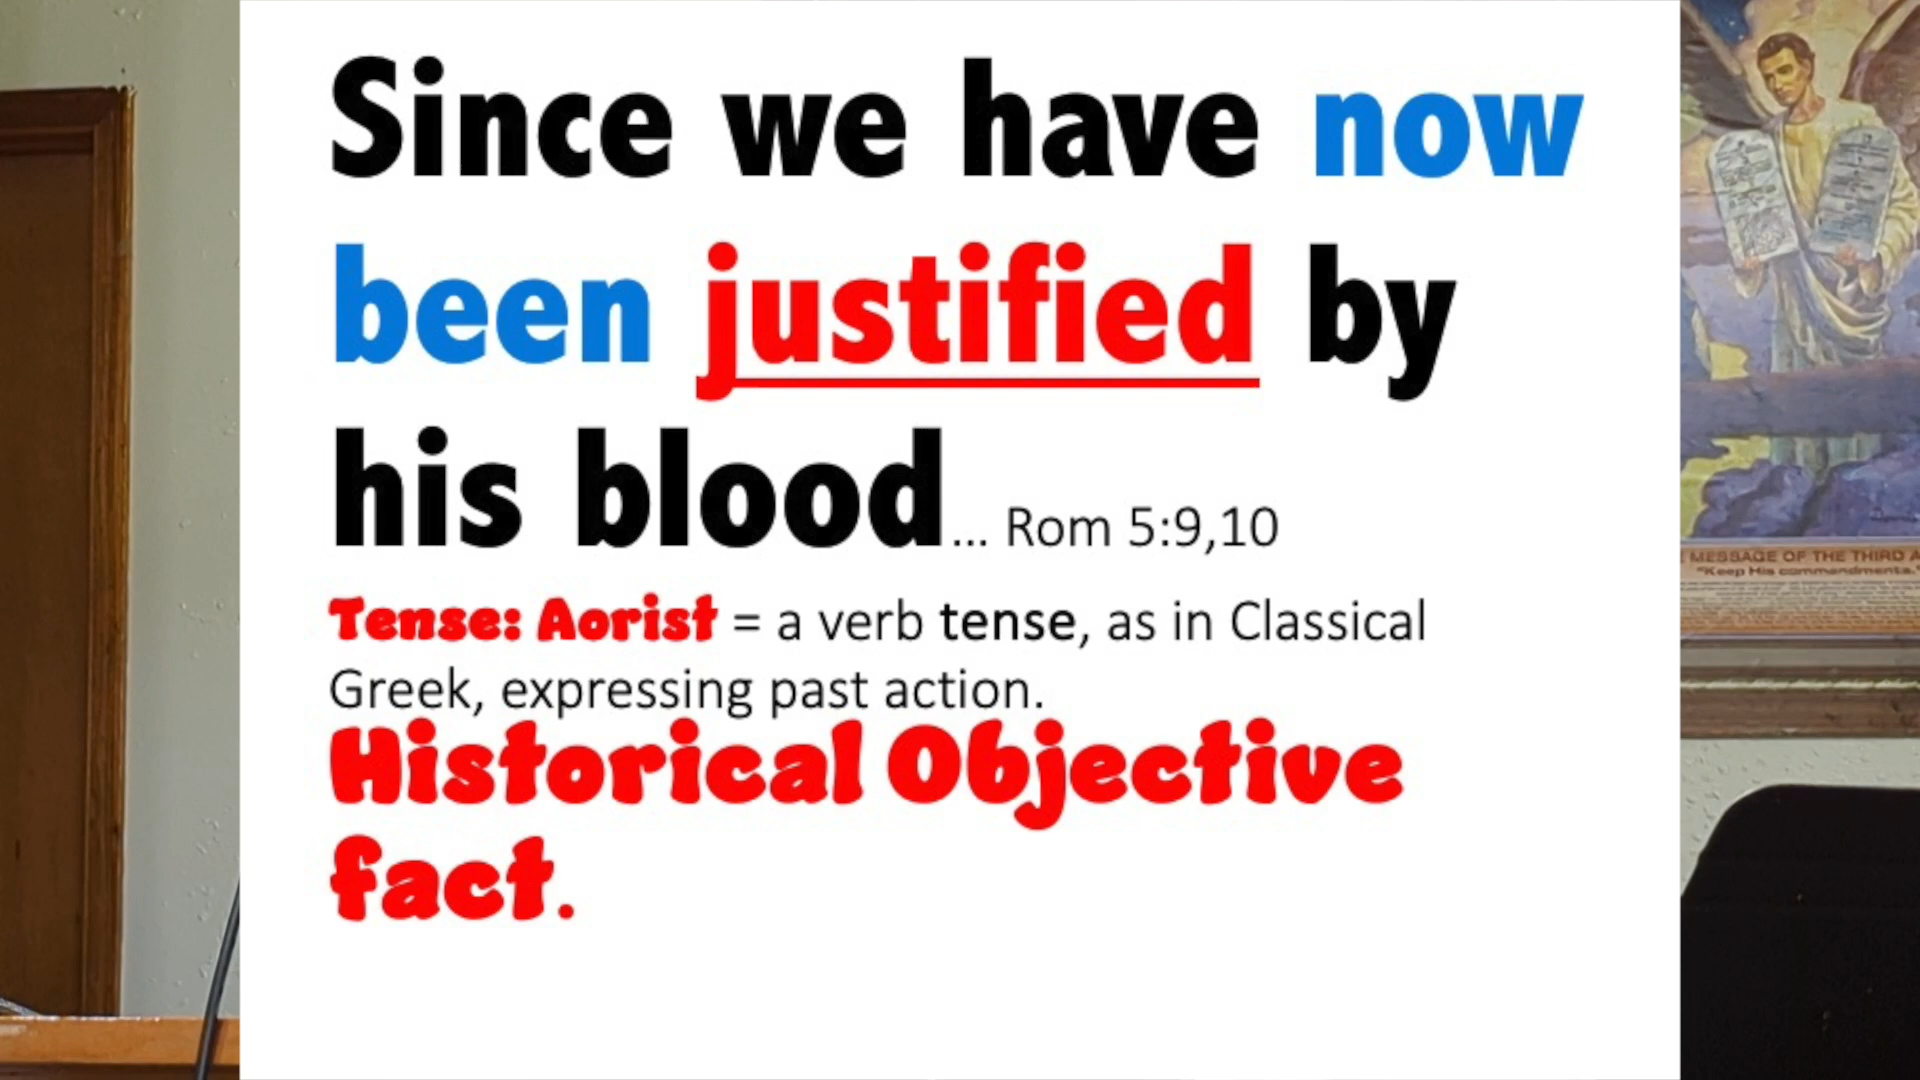 Since we have now
been justified by
his blood... Rom 5:9,10
Tense: Aorist = a verb tense, as in Classical
Greek, expressing past action.
Historical Objective
fact.
MESSAGE OF THE THIRD
"Keep His commandments."